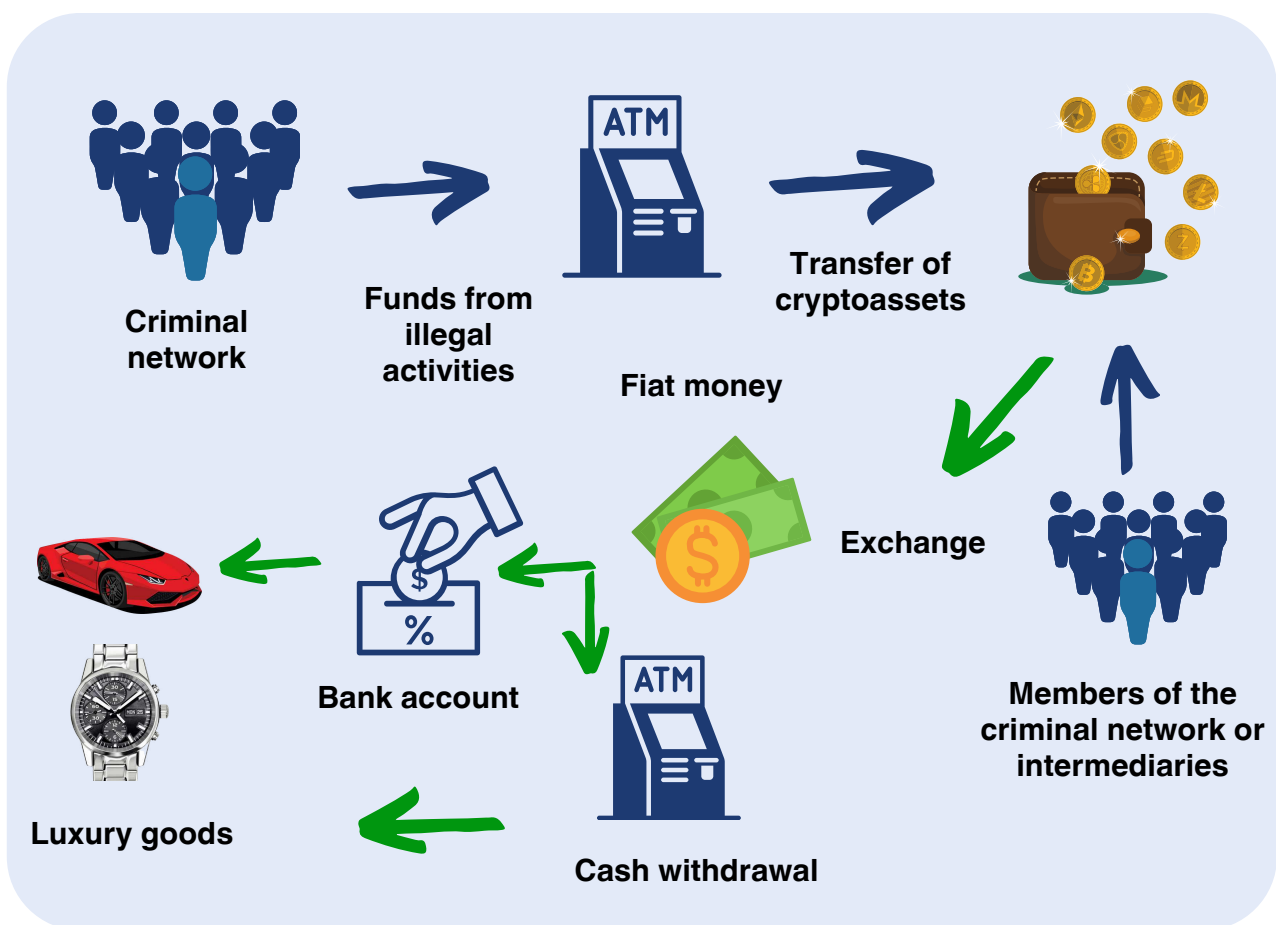 ATM
Criminal
network
Funds from
illegal
activities
Transfer of
cryptoassets
Fiat money
$
Exchange
$
%
Bank account
ATM
Members of the
criminal network or
intermediaries
Luxury goods
Cash withdrawal